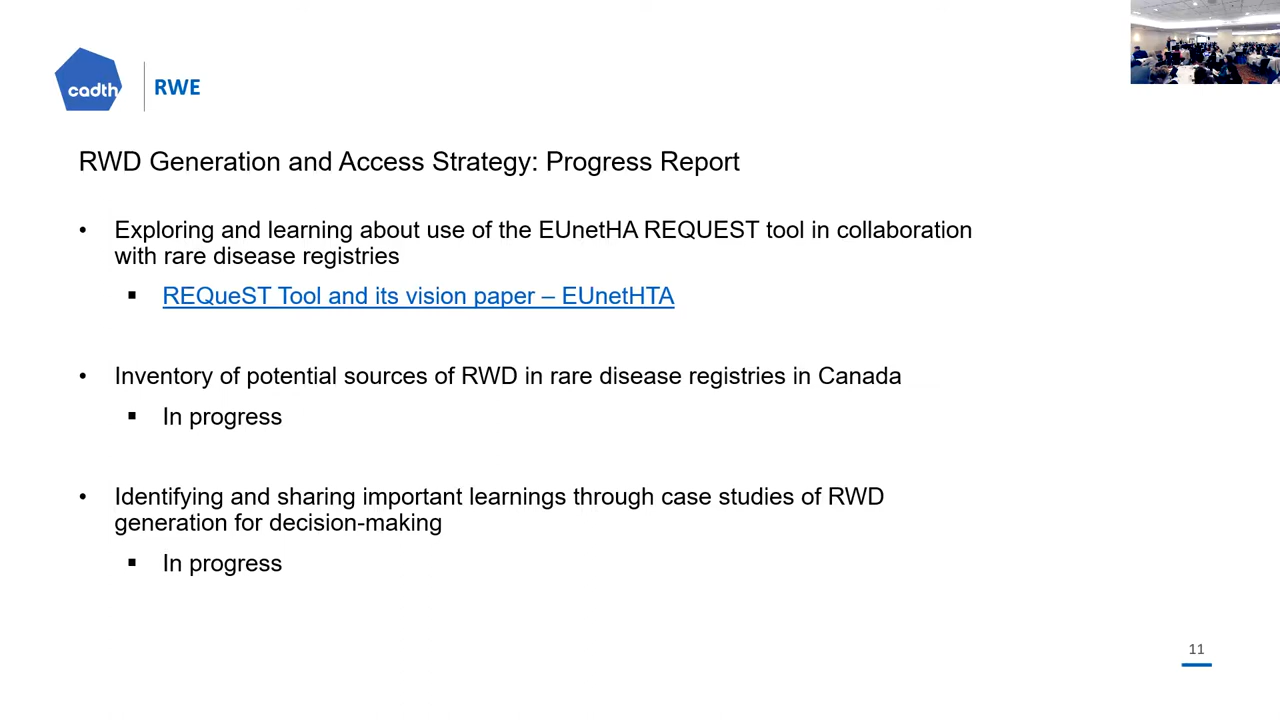 cadth
RWE
RWD Generation and Access Strategy: Progress Report
• Exploring and learning about use of the EUnetHA REQUEST tool in collaboration
with rare disease registries
▪ REQueST Tool and its vision paper – EUnetHTA
• Inventory of potential sources of RWD in rare disease registries in Canada
▪ In progress
• Identifying and sharing important learnings through case studies of RWD
generation for decision-making
▪ In progress
11